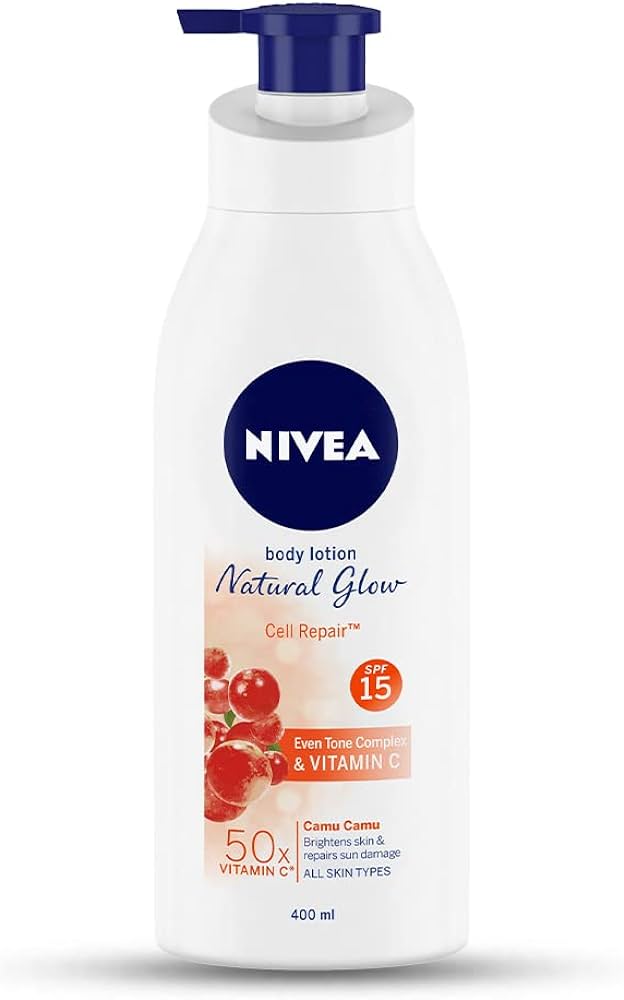 NIVEA
body lotion
Natural Glow
Cell Repair™
SPF
15
Even Tone Complex
& VITAMIN C
50x
VITAMIN C*
Camu Camu
Brightens skin &
repairs sun damage
ALL SKIN TYPES
400 ml